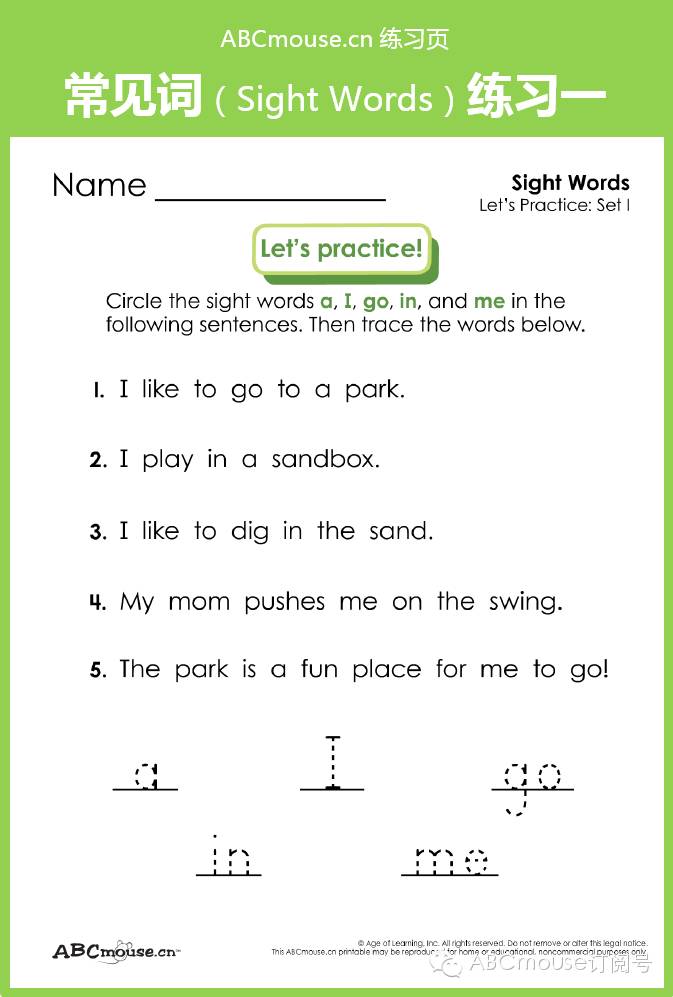 ABCmouse.cn 练习页
常见词（Sight Words）练习一
Name
Sight Words
Let's Practice: Set 1
Let's practice!
Circle the sight words a, I, go, in, and me in the
following sentences. Then trace the words below.
1. I like to go to a park.
2. I play in a sandbox.
3. I like to dig in the sand.
4. My mom pushes me on the swing.
5. The park is a fun place for me to go!
a I go
in me
ABCmouse.cn™
© Age of Learning, Inc. All rights reserved. Do not remove or alter this legal notice.
This ABCmouse.cn printable may be reproduced for home or educational, noncommercial purposes only.
ABCmouse订阅号